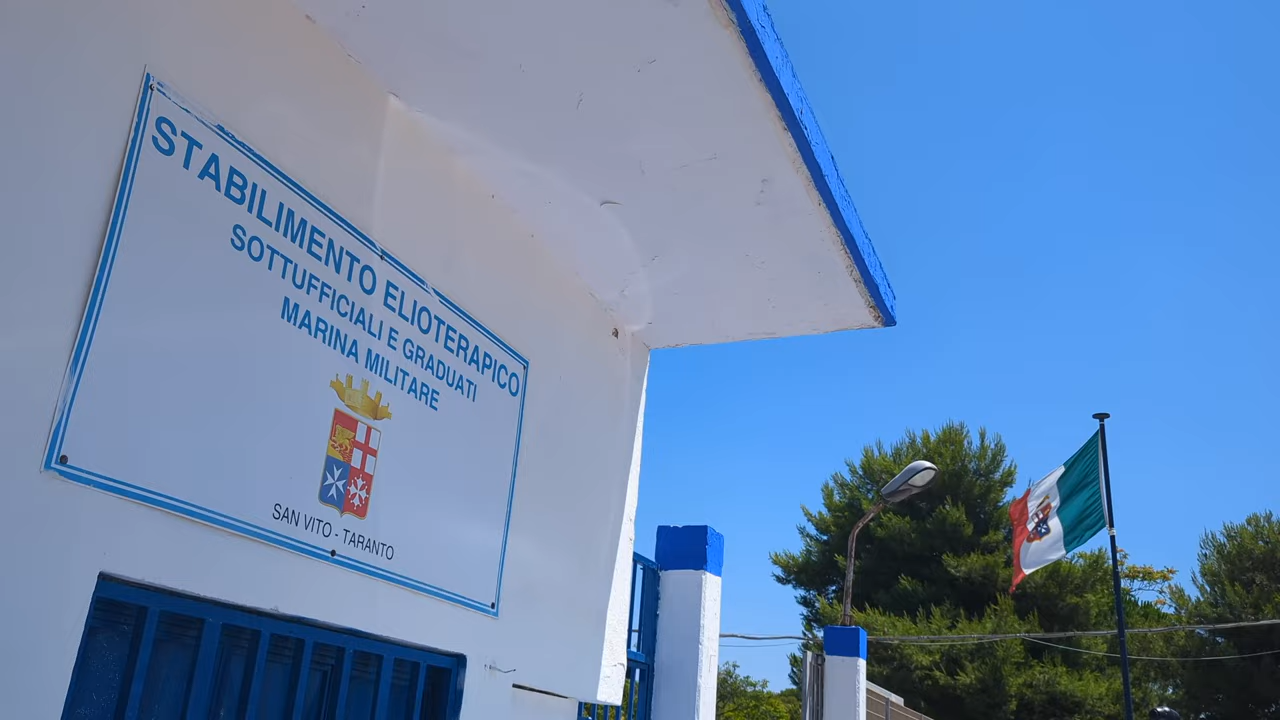 STABILIMENTO ELIOTERAPICO
SOTTUFFICIALI E GRADUATI
MARINA MILITARE
SAN VITO - TARANTO